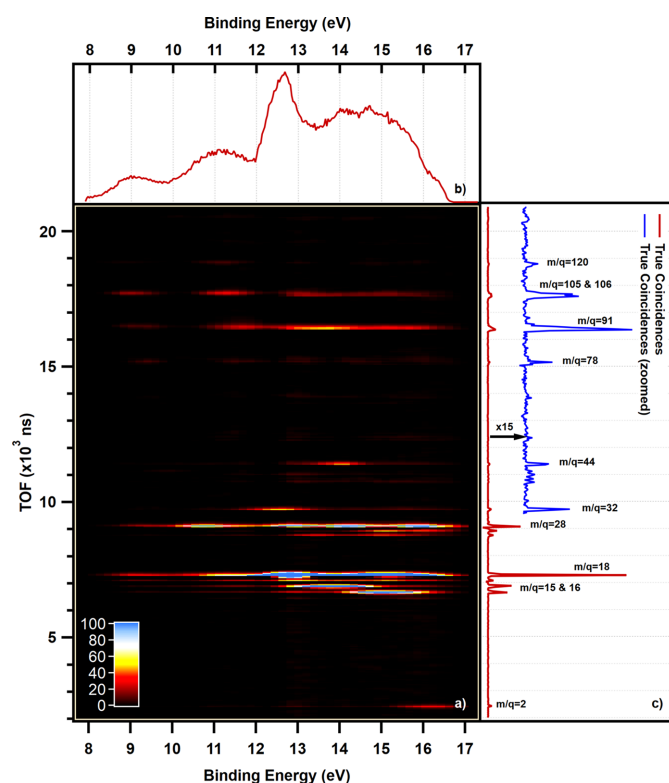 Binding Energy (eV)
8 9 10 11 12 13 14 15 16 17
b)
20
15
10
5
TOF (x10³ ns)
100
80
60
40
20
0
a)
8 9 10 11 12 13 14 15 16 17
Binding Energy (eV)
True Coincidences
True Coincidences (zoomed)
m/q=120
m/q=105 & 106
m/q=91
m/q=78
x15
m/q=44
m/q=32
m/q=28
m/q=18
m/q=15 & 16
m/q=2
c)